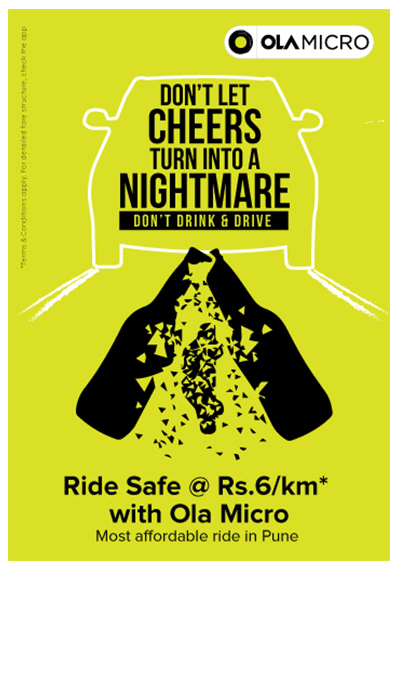 OLA MICRO
DON'T LET
CHEERS
TURN INTO A
NIGHTMARE
DON'T DRINK & DRIVE
Ride Safe @ Rs.6/km*
with Ola Micro
Most affordable ride in Pune
*Terms & Conditions apply. For detailed fare structure, check the app